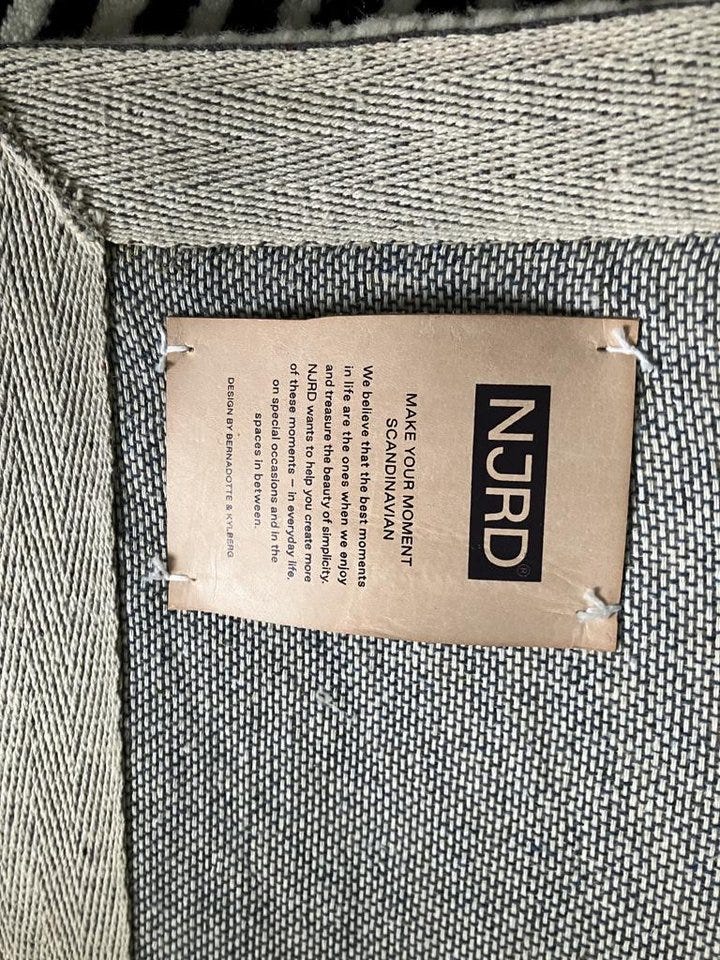 NJRD®
MAKE YOUR MOMENT
SCANDINAVIAN
We believe that the best moments
in life are the ones when we enjoy
and treasure the beauty of simplicity.
NJRD wants to help you create more
of these moments – in everyday life,
on special occasions and in the
spaces in between.
DESIGN BY BERNADOTTE & KYLBERG